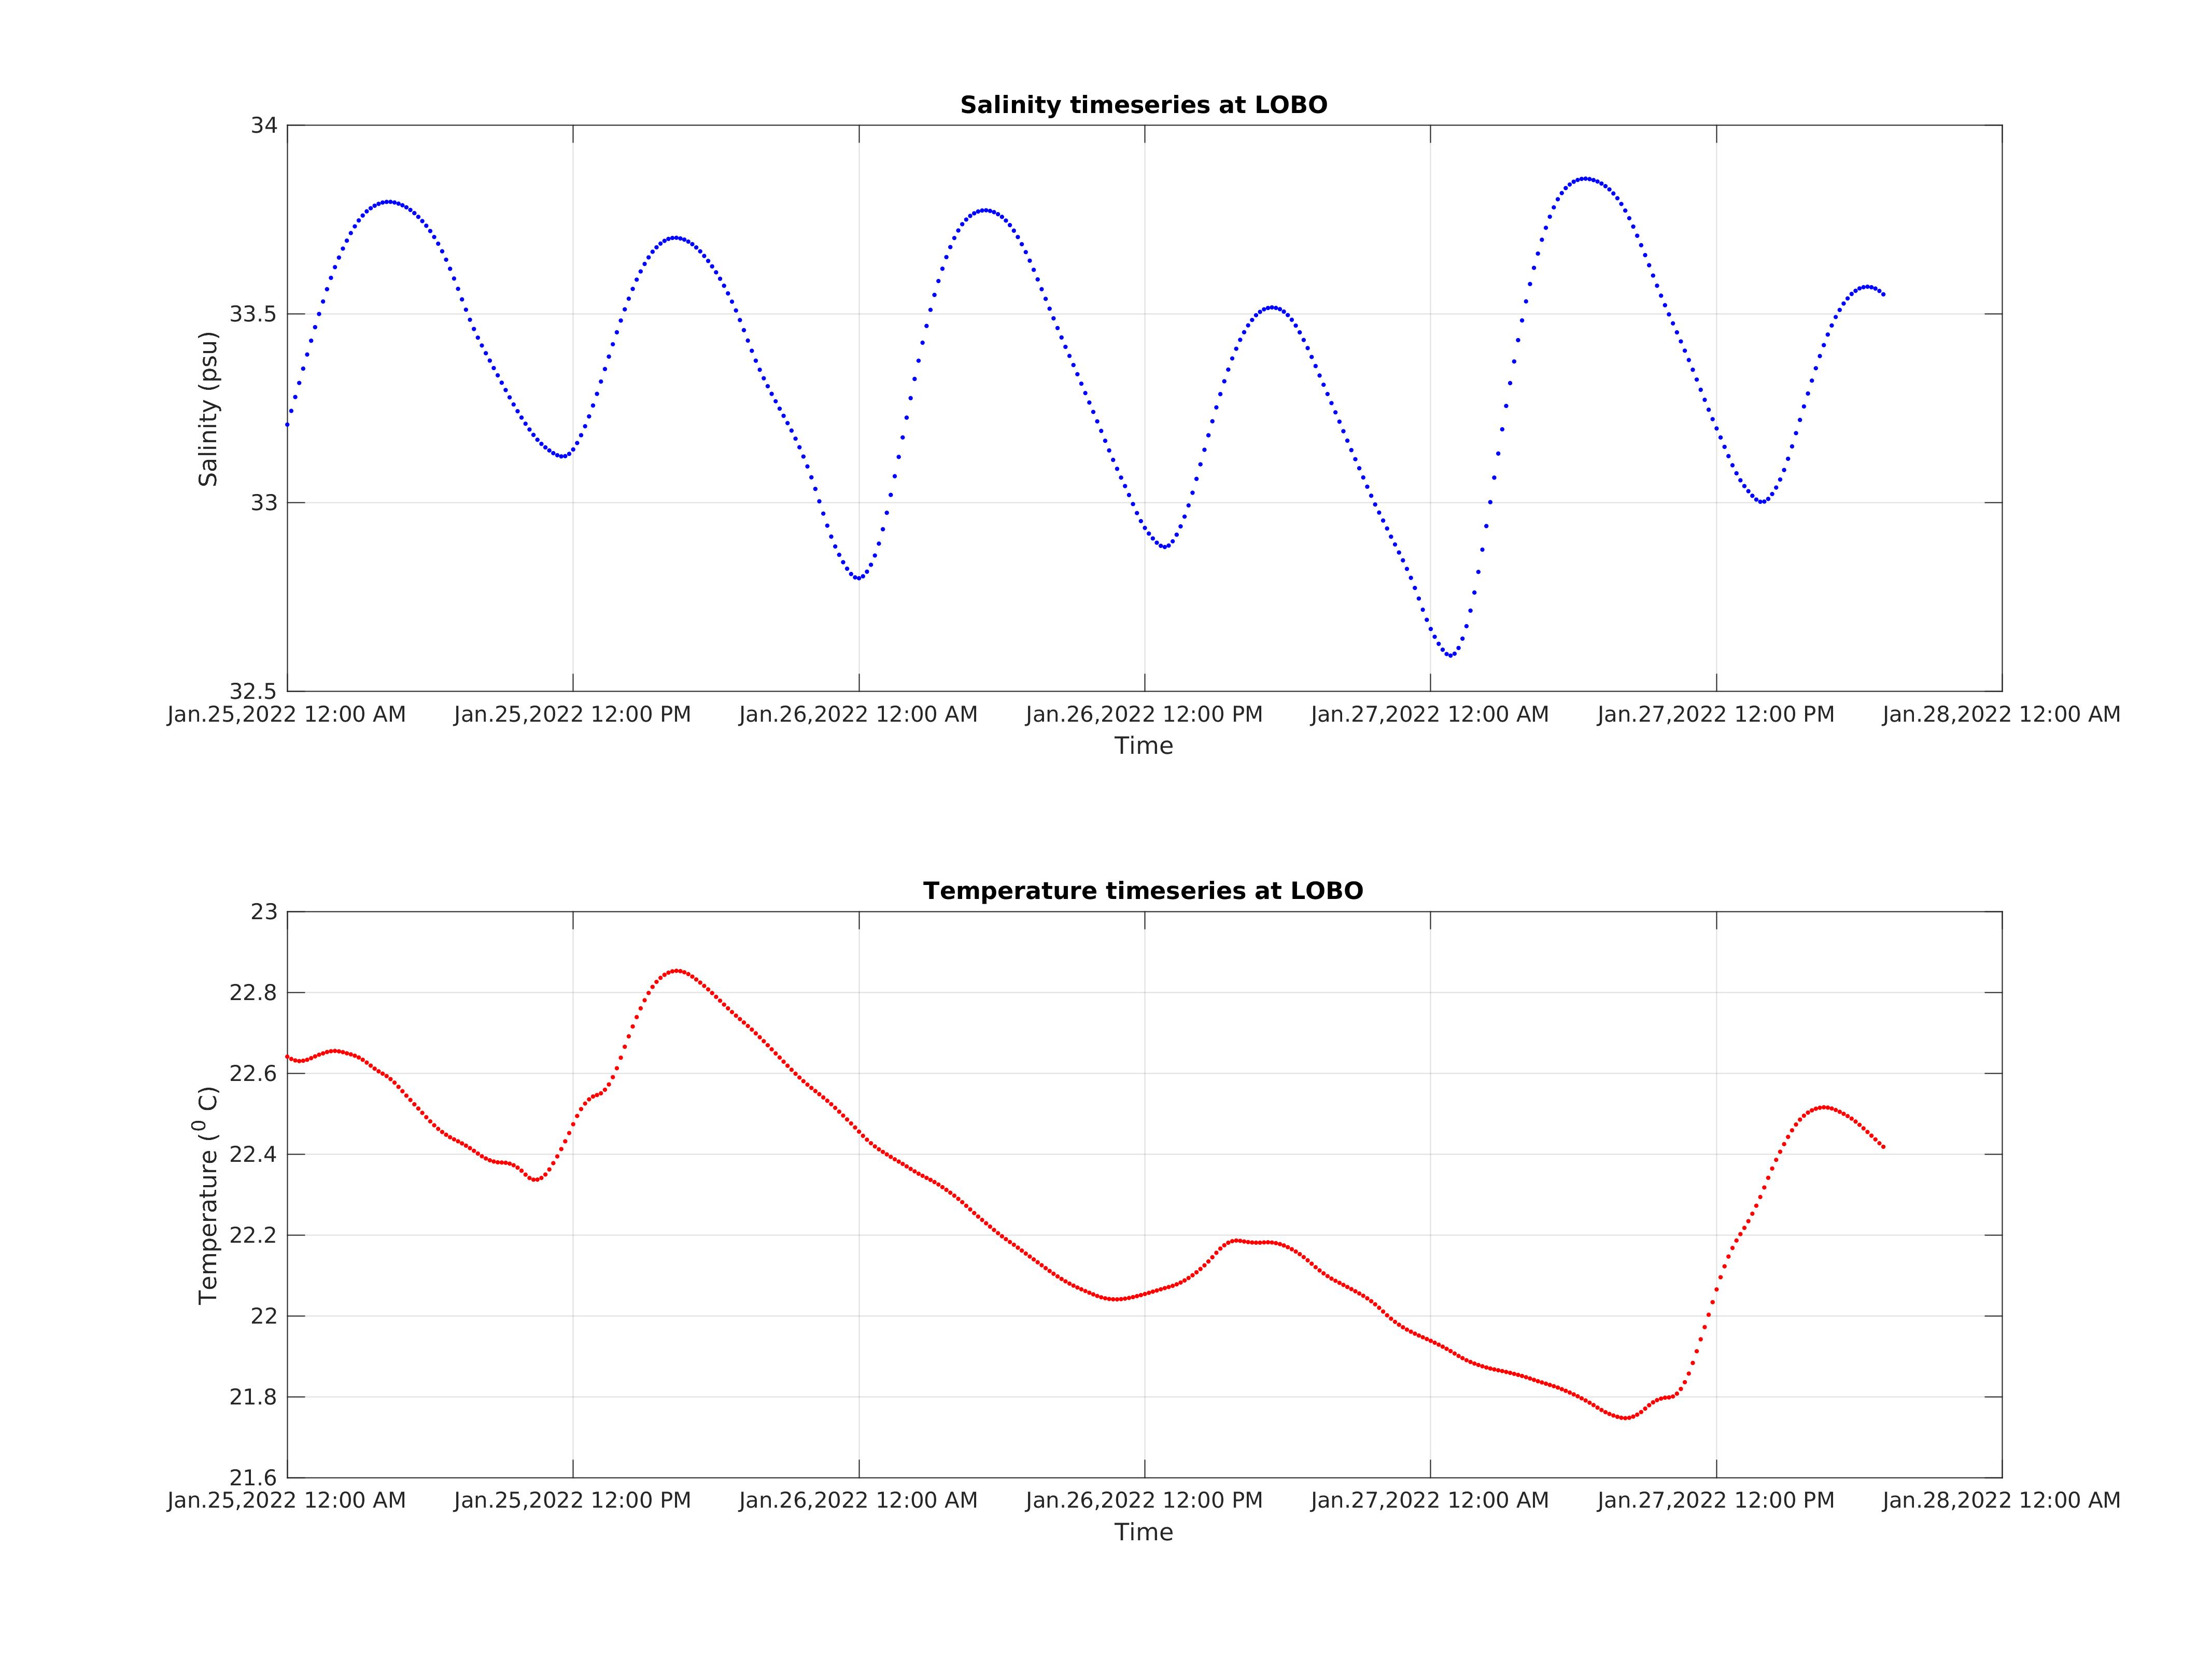 Salinity timeseries at LOBO
34
33.5
33
32.5
Salinity (psu)
Jan.25,2022 12:00 AM Jan.25,2022 12:00 PM Jan.26,2022 12:00 AM Jan.26,2022 12:00 PM Jan.27,2022 12:00 AM Jan.27,2022 12:00 PM Jan.28,2022 12:00 AM
Time
Temperature timeseries at LOBO
23
22.8
22.6
22.4
22.2
22
21.8
21.6
Temperature (⁰ C)
Jan.25,2022 12:00 AM Jan.25,2022 12:00 PM Jan.26,2022 12:00 AM Jan.26,2022 12:00 PM Jan.27,2022 12:00 AM Jan.27,2022 12:00 PM Jan.28,2022 12:00 AM
Time